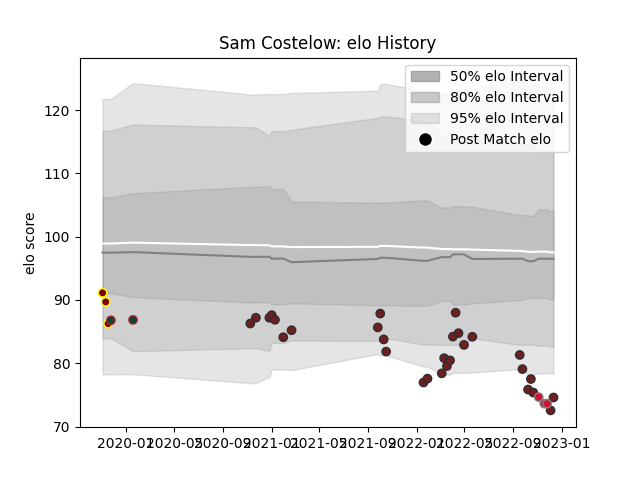 Sam Costelow: elo History
50% elo Interval
80% elo Interval
95% elo Interval
Post Match elo
elo score
120
110
100
90
80
70
2020-01 2020-05 2020-09 2021-01 2021-05 2021-09 2022-01 2022-05 2022-09 2023-01